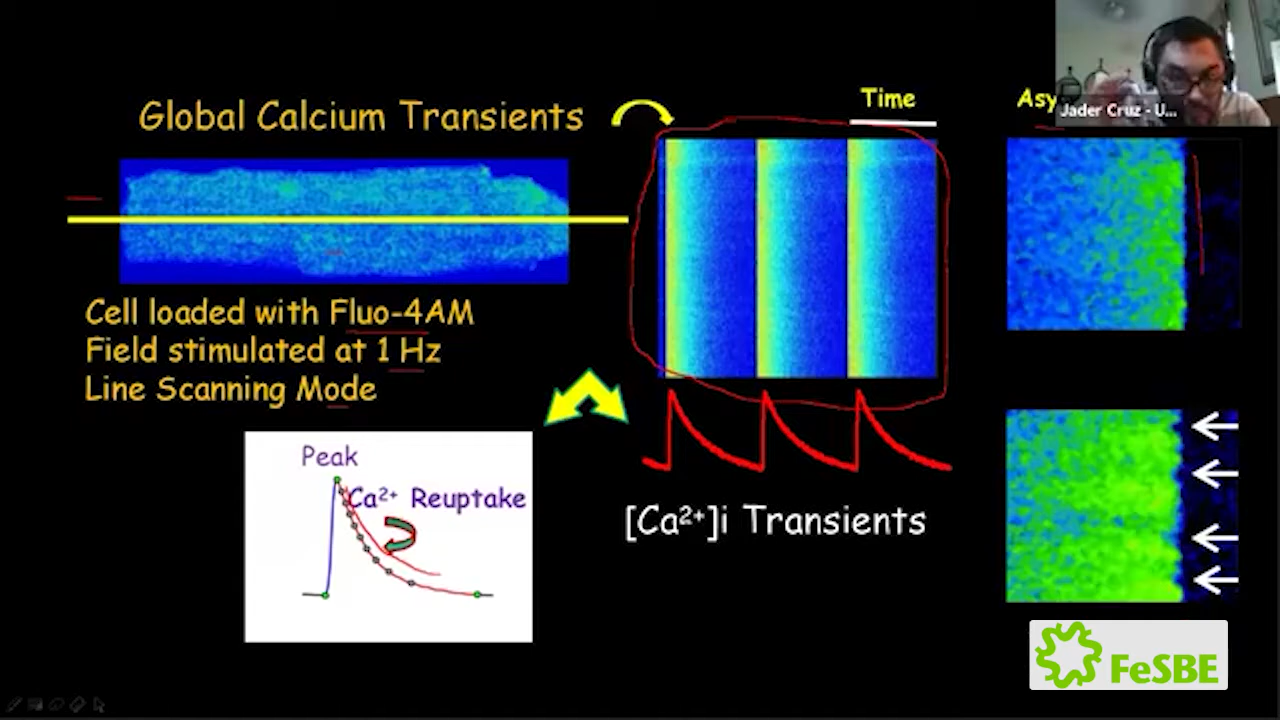 Global Calcium Transients
Time
Asy
Jader Cruz - U...
Cell loaded with Fluo-4AM
Field stimulated at 1 Hz
Line Scanning Mode
Peak
Ca²⁺ Reuptake
[Ca²⁺]i Transients
FeSBE